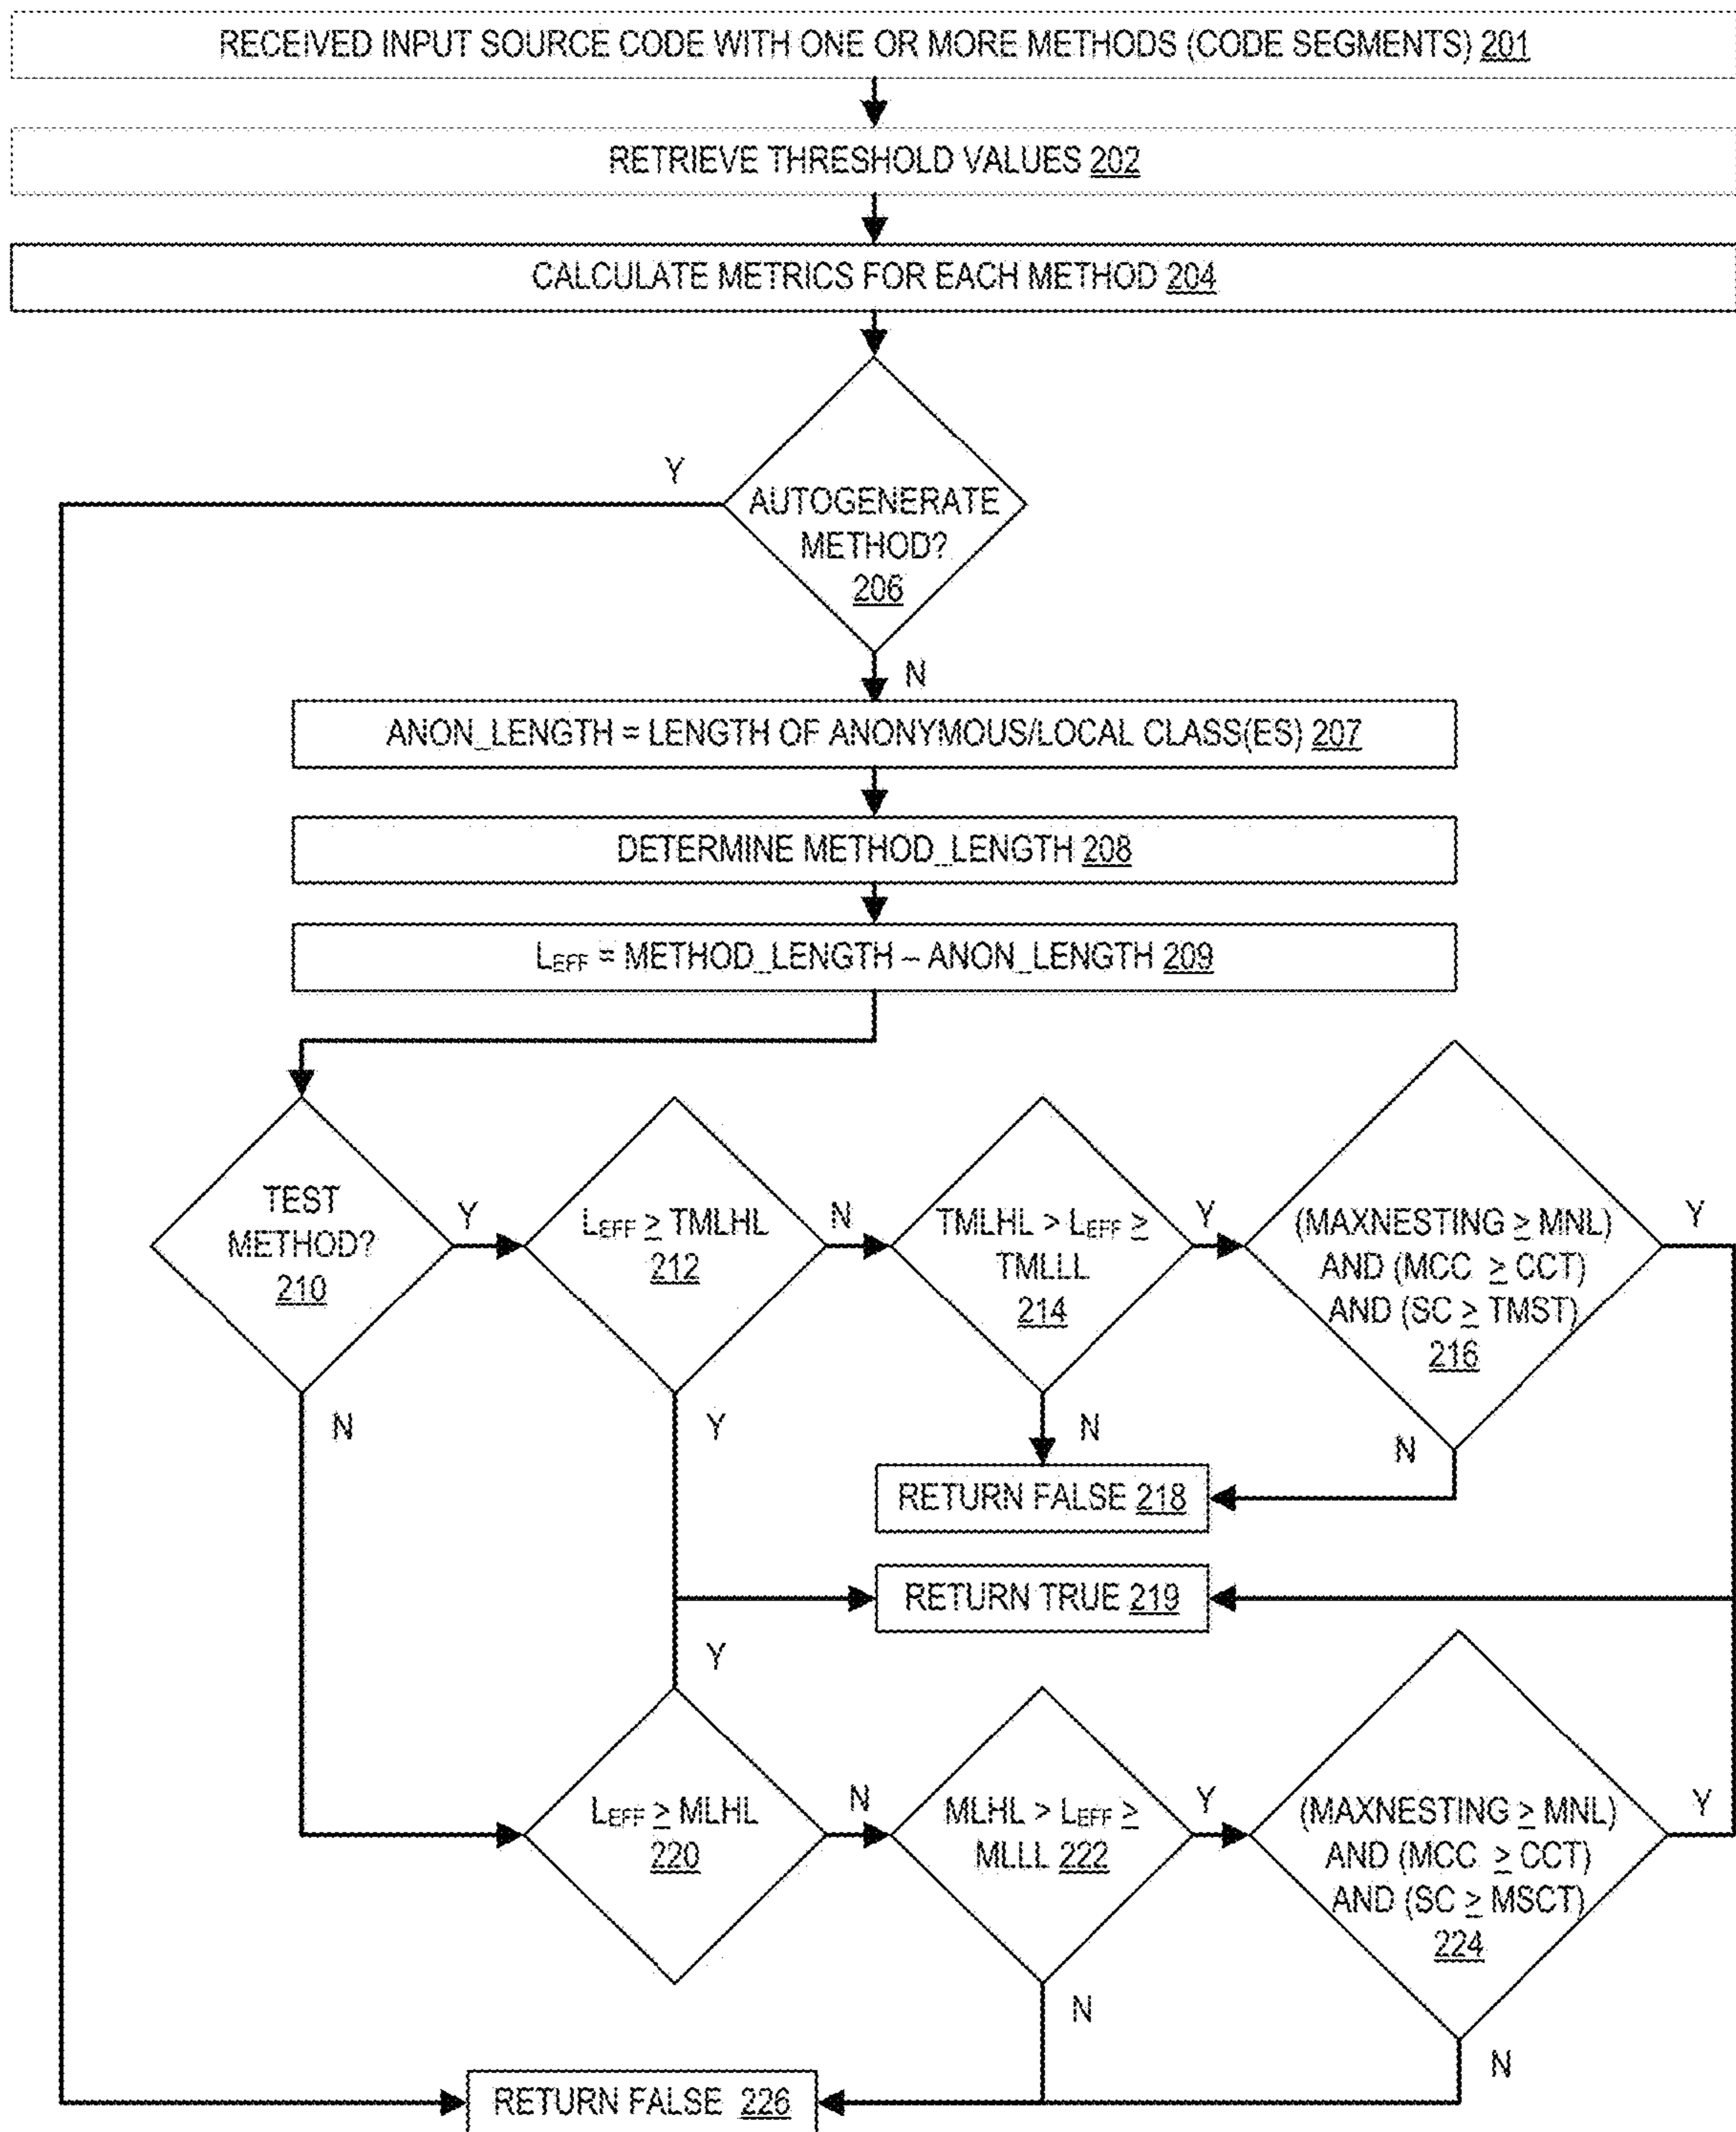 RECEIVED INPUT SOURCE CODE WITH ONE OR MORE METHODS (CODE SEGMENTS) 201
RETRIEVE THRESHOLD VALUES 202
CALCULATE METRICS FOR EACH METHOD 204
Y
AUTOGENERATE
METHOD?
206
N
ANON_LENGTH = LENGTH OF ANONYMOUS/LOCAL CLASS(ES) 207
DETERMINE METHOD_LENGTH 208
LEFF = METHOD_LENGTH – ANON_LENGTH 209
TEST
METHOD?
210
Y
N
LEFF ≥ TMLHL
212
N
Y
TMLHL > LEFF ≥
TMLLL
214
Y
N
(MAXNESTING ≥ MNL)
AND (MCC ≥ CCT)
AND (SC ≥ TMST)
216
Y
N
RETURN FALSE 218
RETURN TRUE 219
Y
LEFF ≥ MLHL
220
N
MLHL > LEFF ≥
MLLL 222
Y
N
(MAXNESTING ≥ MNL)
AND (MCC ≥ CCT)
AND (SC ≥ MSCT)
224
Y
N
RETURN FALSE 226